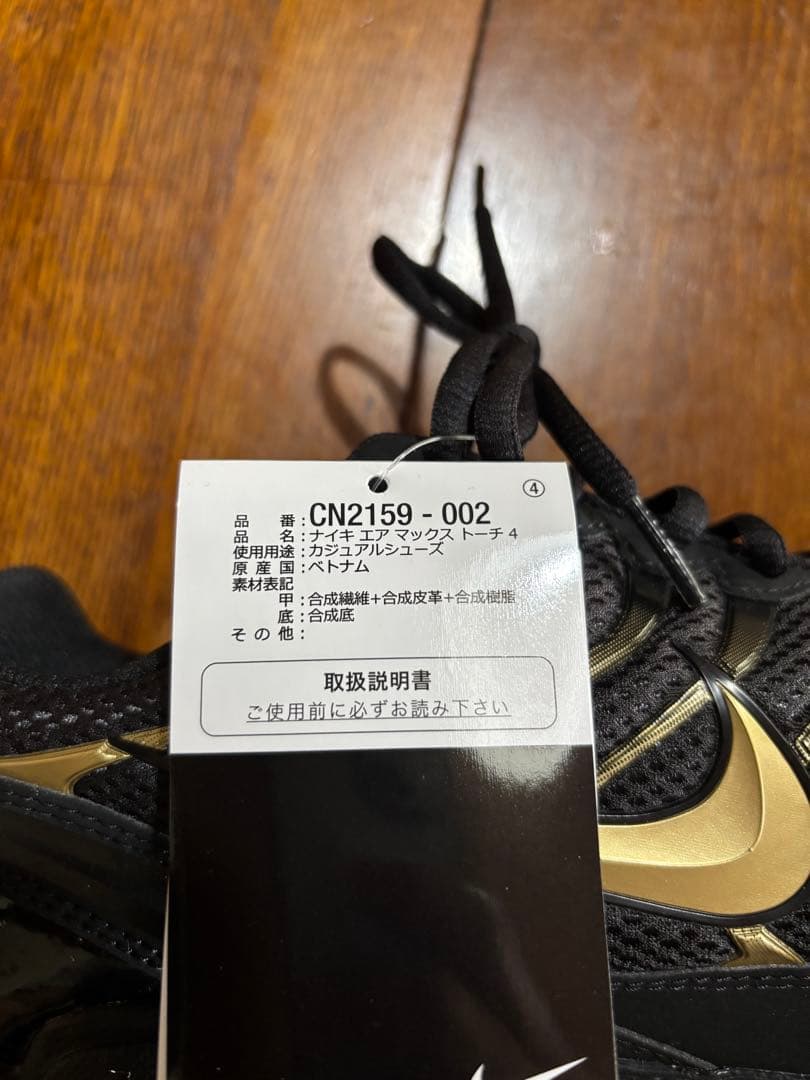 ④
品番:CN2159 - 002
品名:ナイキ エア マックス トーチ 4
使用用途:カジュアルシューズ
原産国:ベトナム
素材表記
甲:合成繊維+合成皮革+合成樹脂
底:合成底
その他:
取扱説明書
ご使用前に必ずお読み下さい